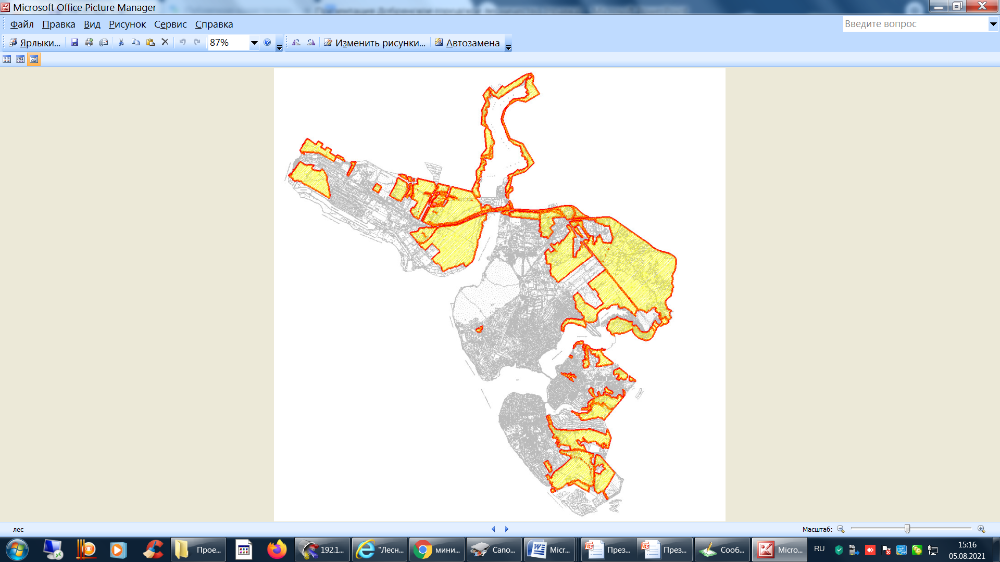 Microsoft Office Picture Manager
Файл Правка Вид Рисунок Сервис Справка
Введите вопрос
Ярлыки... 87% Изменить рисунки... Автозамена
лес
Масштаб:
Прое... 192.1... "Лесн... мини... Cano... Micr... През... През... Сооб... Micro... RU 15:16
05.08.2021